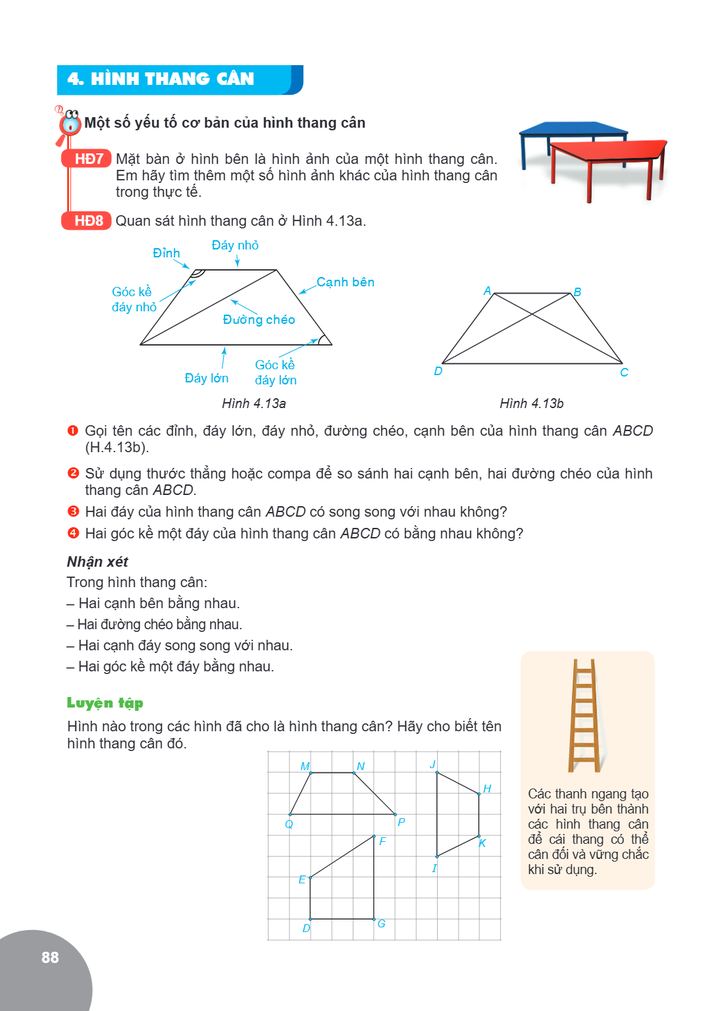 4. HÌNH THANG CÂN
Một số yếu tố cơ bản của hình thang cân
HĐ7 Mặt bàn ở hình bên là hình ảnh của một hình thang cân.
Em hãy tìm thêm một số hình ảnh khác của hình thang cân
trong thực tế.
HĐ8 Quan sát hình thang cân ở Hình 4.13a.
Đỉnh
Đáy nhỏ
Góc kề
đáy nhỏ
Cạnh bên
Đường chéo
Đáy lớn
Góc kề
đáy lớn
Hình 4.13a
A
B
D
C
Hình 4.13b
1 Gọi tên các đỉnh, đáy lớn, đáy nhỏ, đường chéo, cạnh bên của hình thang cân ABCD
(H.4.13b).
2 Sử dụng thước thẳng hoặc compa để so sánh hai cạnh bên, hai đường chéo của hình
thang cân ABCD.
3 Hai đáy của hình thang cân ABCD có song song với nhau không?
4 Hai góc kề một đáy của hình thang cân ABCD có bằng nhau không?
Nhận xét
Trong hình thang cân:
– Hai cạnh bên bằng nhau.
– Hai đường chéo bằng nhau.
– Hai cạnh đáy song song với nhau.
– Hai góc kề một đáy bằng nhau.
Luyện tập
Hình nào trong các hình đã cho là hình thang cân? Hãy cho biết tên
hình thang cân đó.
M
N
Q
P
J
H
K
I
F
E
D
G
Các thanh ngang tạo
với hai trụ bên thành
các hình thang cân
để cái thang có thể
cân đối và vững chắc
khi sử dụng.
88